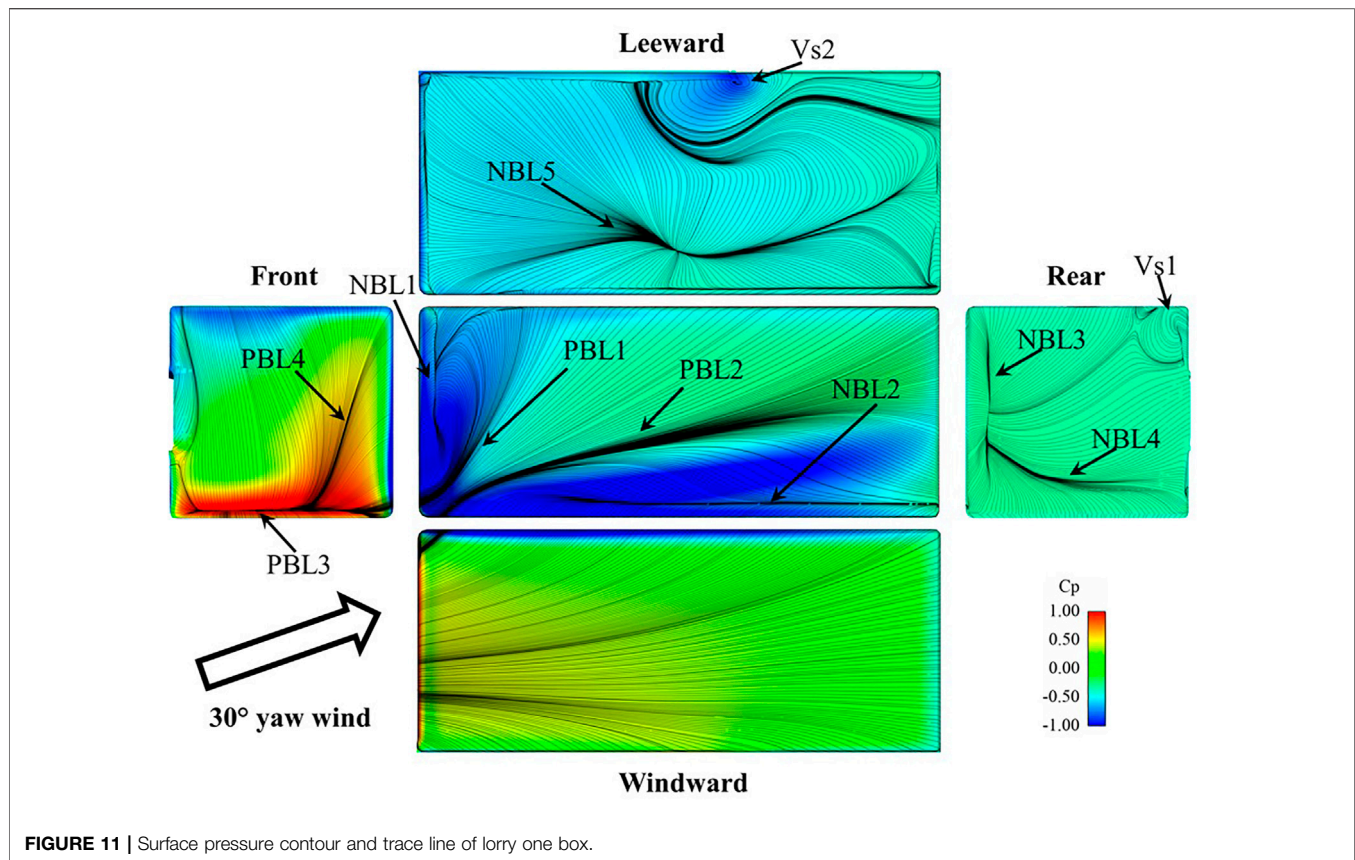 Leeward
Vs2
NBL5
Front
NBL1
Rear
Vs1
PBL4
PBL1
PBL2
NBL2
NBL3
NBL4
PBL3
Cp
1.00
0.50
0.00
-0.50
-1.00
30° yaw wind
Windward
FIGURE 11 | Surface pressure contour and trace line of lorry one box.